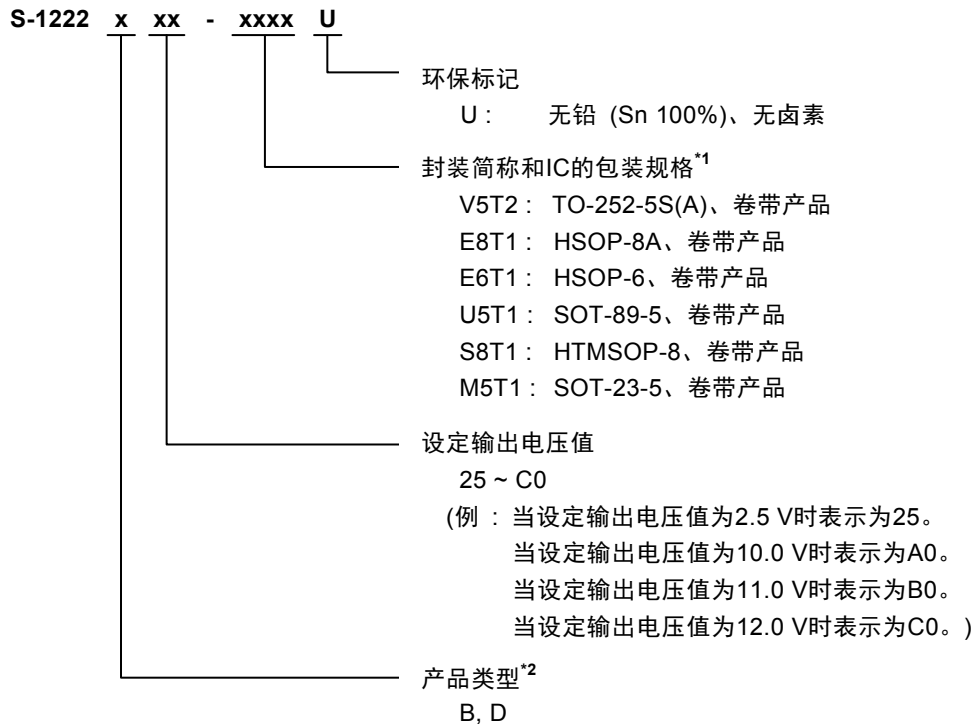 S-1222 x xx - xxxx U
环保标记
U : 无铅 (Sn 100%)、无卤素
封装简称和IC的包装规格*1
V5T2 : TO-252-5S(A)、卷带产品
E8T1 : HSOP-8A、卷带产品
E6T1 : HSOP-6、卷带产品
U5T1 : SOT-89-5、卷带产品
S8T1 : HTMSOP-8、卷带产品
M5T1 : SOT-23-5、卷带产品
设定输出电压值
25 ~ C0
(例 : 当设定输出电压值为2.5 V时表示为25。
当设定输出电压值为10.0 V时表示为A0。
当设定输出电压值为11.0 V时表示为B0。
当设定输出电压值为12.0 V时表示为C0。)
产品类型*2
B, D